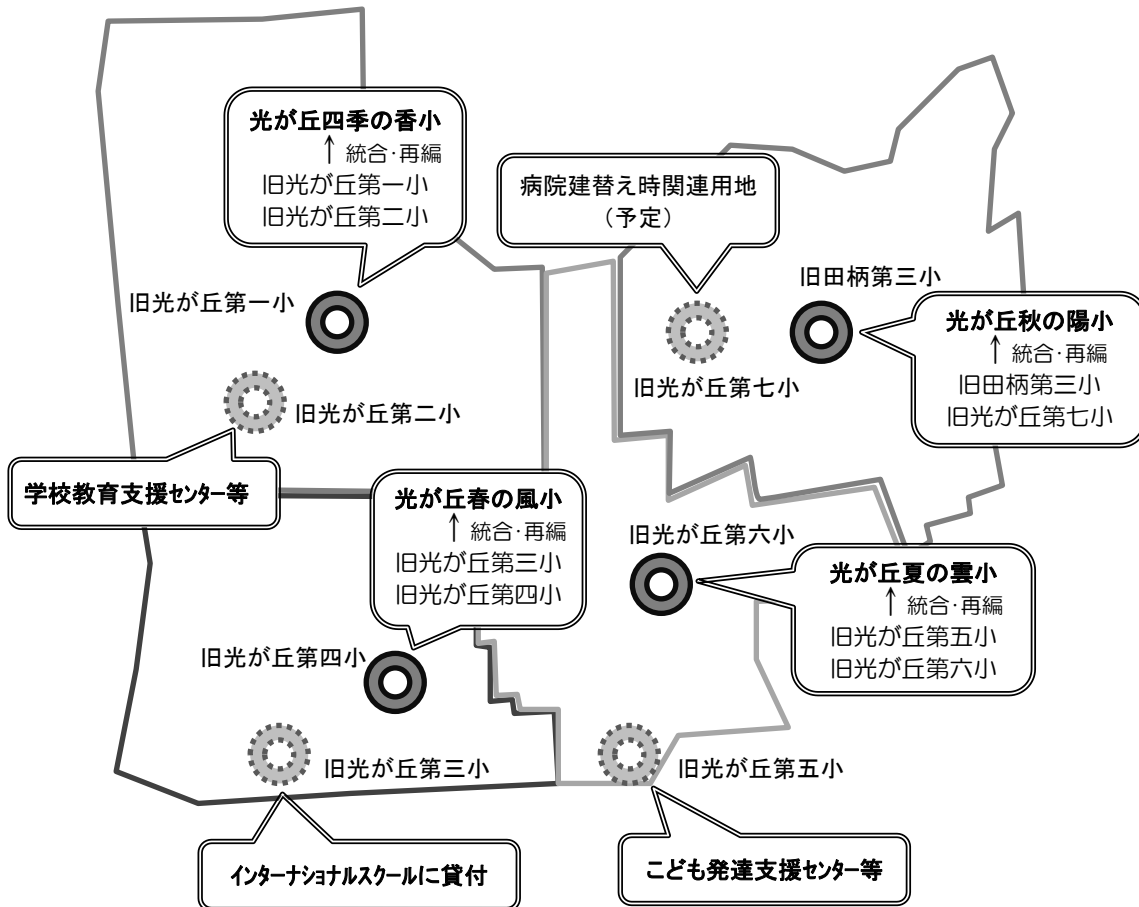 光が丘四季の香小
↑ 統合・再編
旧光が丘第一小
旧光が丘第二小
病院建替え時関連用地
（予定）
旧光が丘第一小
旧田柄第三小
光が丘秋の陽小
↑ 統合・再編
旧田柄第三小
旧光が丘第七小
旧光が丘第七小
旧光が丘第二小
学校教育支援センター等
光が丘春の風小
↑ 統合・再編
旧光が丘第三小
旧光が丘第四小
旧光が丘第六小
光が丘夏の雲小
↑ 統合・再編
旧光が丘第五小
旧光が丘第六小
旧光が丘第四小
旧光が丘第三小
旧光が丘第五小
インターナショナルスクールに貸付
こども発達支援センター等